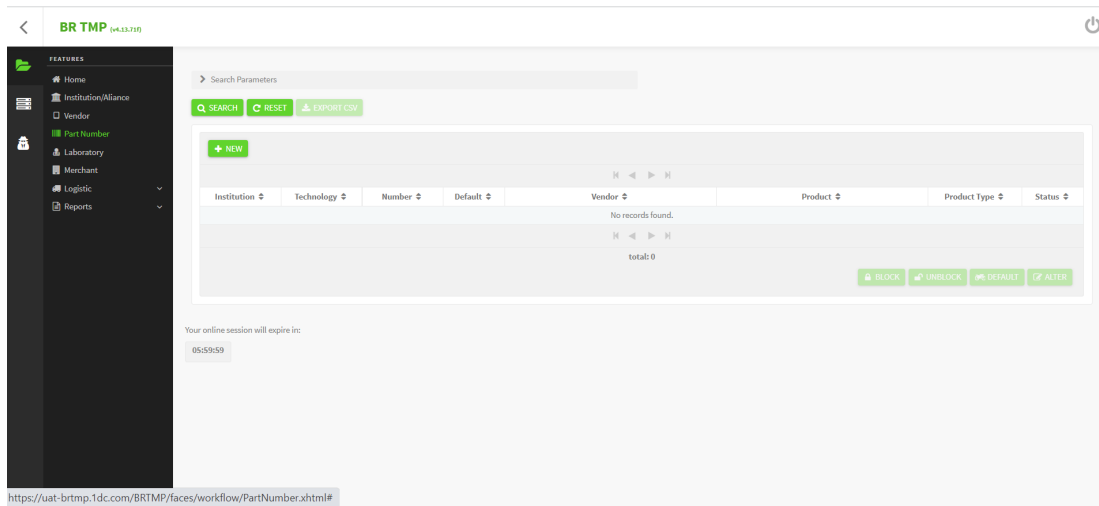 BR TMP (v4.13.71f)
FEATURES
Home
Institution/Aliance
Vendor
Part Number
Laboratory
Merchant
Logistic
Reports
Search Parameters
SEARCH RESET EXPORT CSV
NEW
Institution Technology Number Default Vendor Product Product Type Status
No records found.
total: 0
BLOCK UNBLOCK DEFAULT ALTER
Your online session will expire in:
05:59:59
https://uat-brtmp.1dc.com/BRTMP/faces/workflow/PartNumber.xhtml#